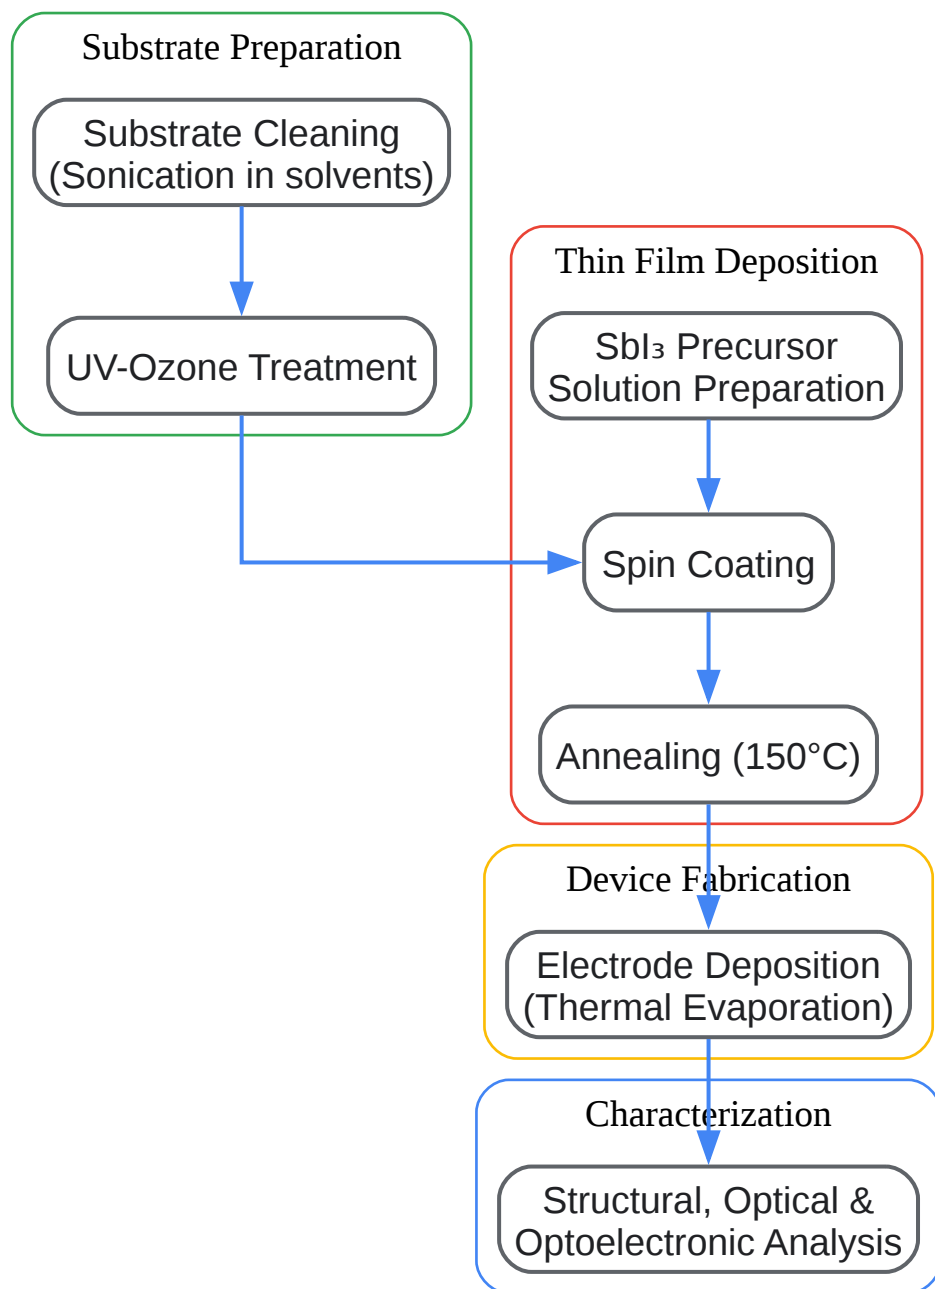 Substrate Preparation
Substrate Cleaning
(Sonication in solvents)
UV-Ozone Treatment
Thin Film Deposition
SbI₃ Precursor
Solution Preparation
Spin Coating
Annealing (150°C)
Device Fabrication
Electrode Deposition
(Thermal Evaporation)
Characterization
Structural, Optical &
Optoelectronic Analysis